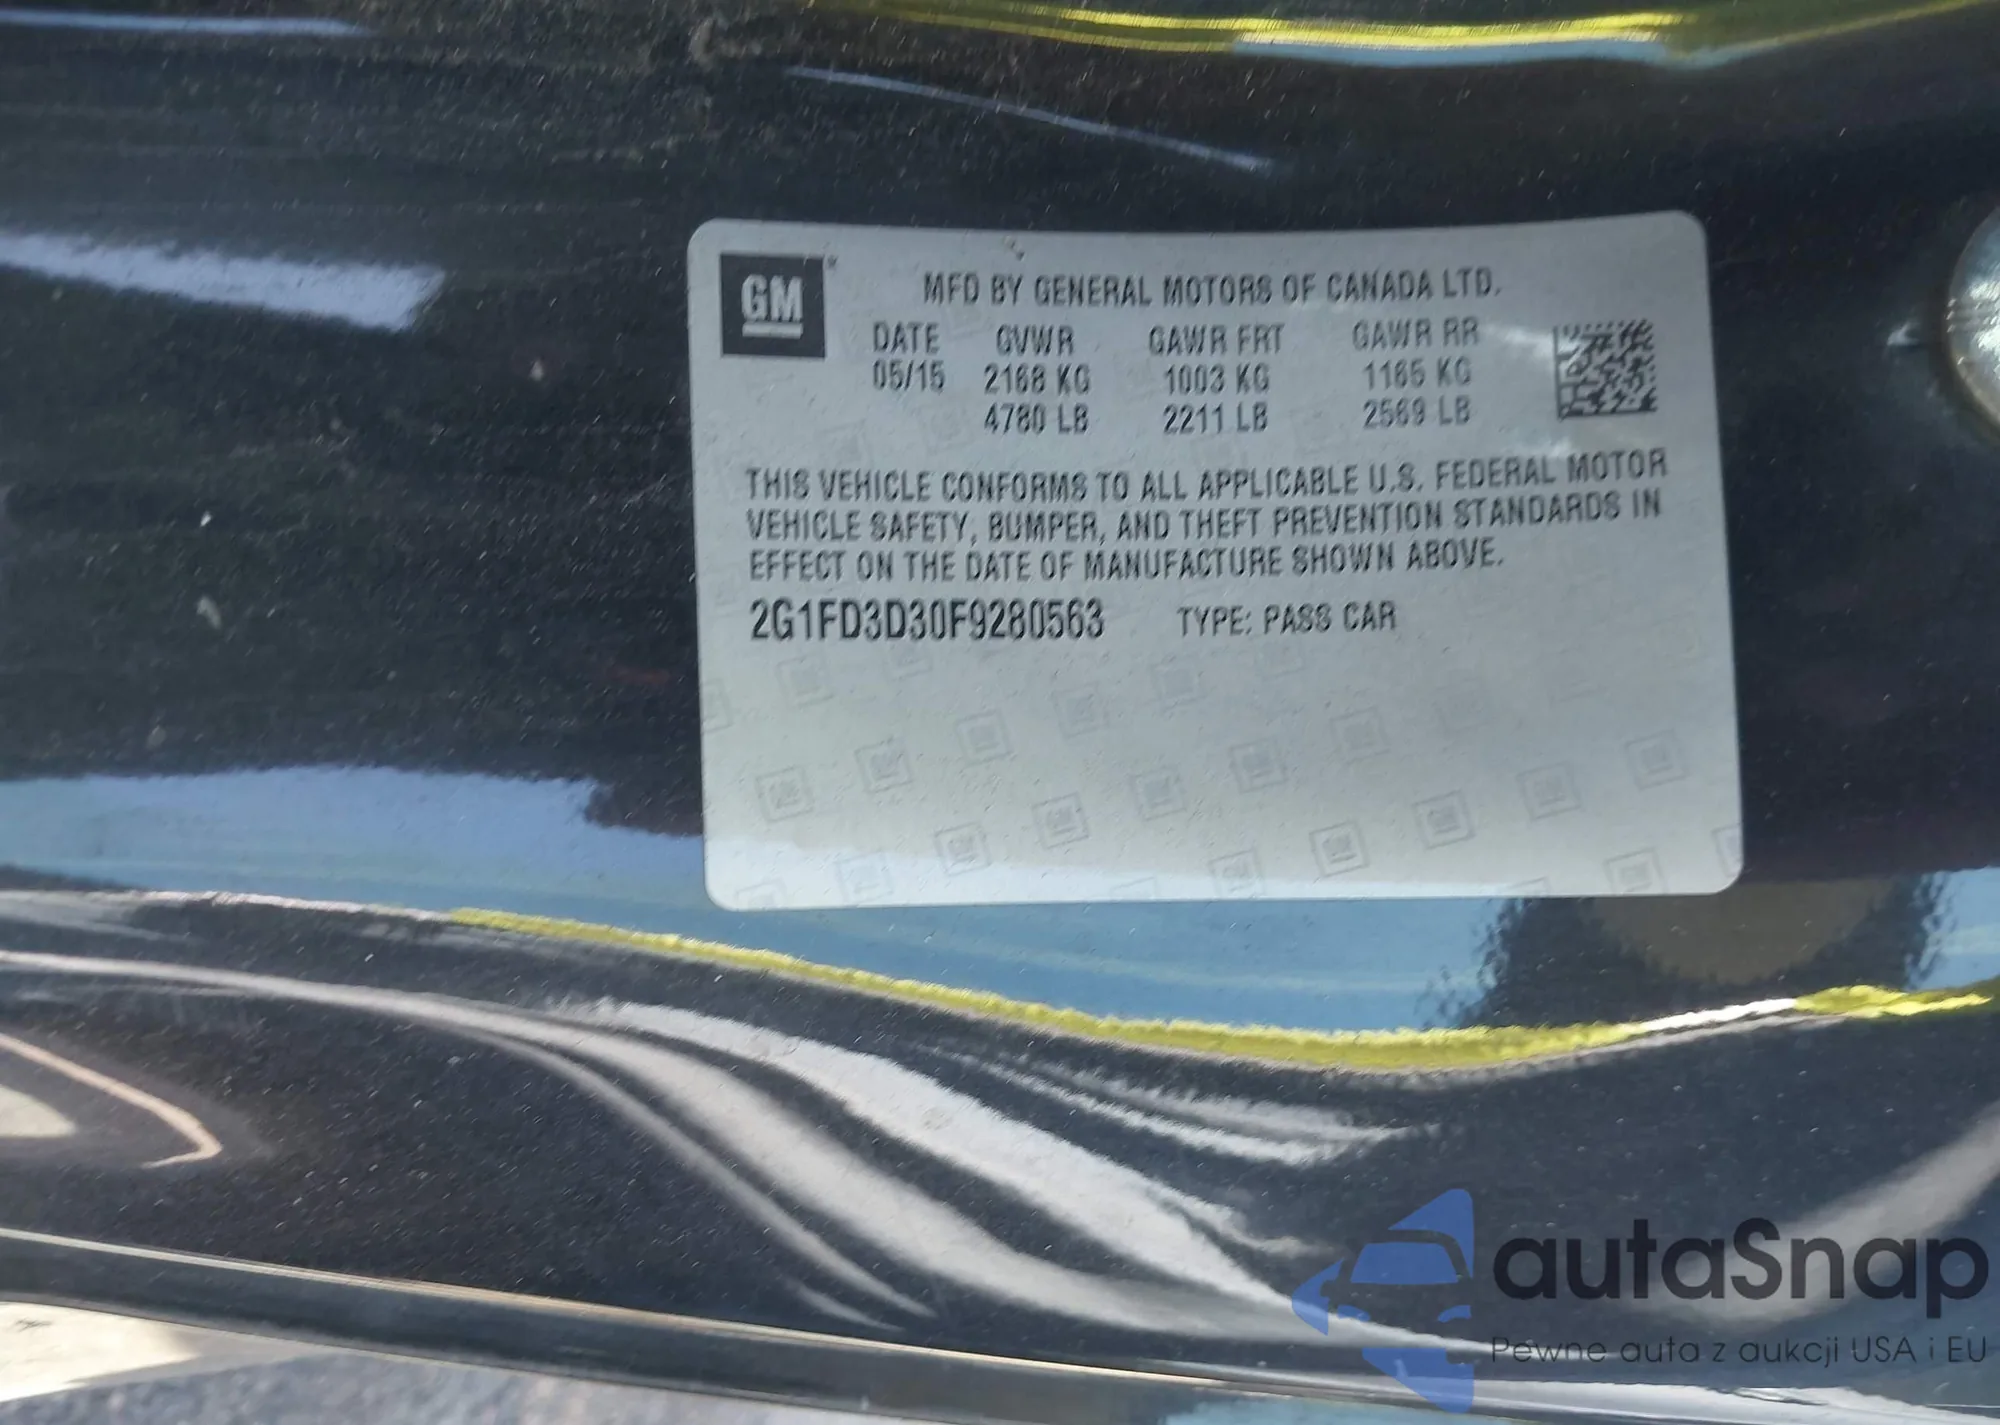 GM
MFD BY GENERAL MOTORS OF CANADA LTD.
DATE GVWR GAWR FRT GAWR RR
05/15 2168 KG 1003 KG 1165 KG
4780 LB 2211 LB 2569 LB
THIS VEHICLE CONFORMS TO ALL APPLICABLE U.S. FEDERAL MOTOR
VEHICLE SAFETY, BUMPER, AND THEFT PREVENTION STANDARDS IN
EFFECT ON THE DATE OF MANUFACTURE SHOWN ABOVE.
2G1FD3D30F9280563 TYPE: PASS CAR
autaSnap
Pewne auta z aukcji USA i EU